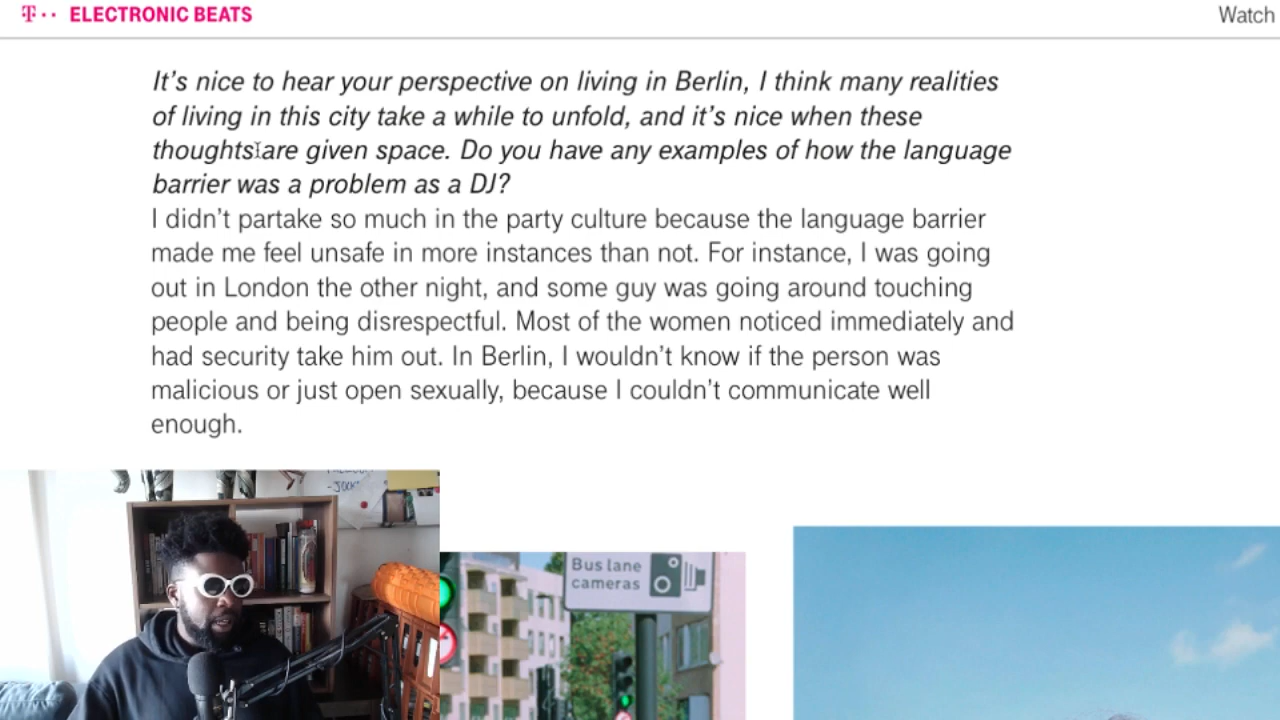 T·· ELECTRONIC BEATS
Watch
It's nice to hear your perspective on living in Berlin, I think many realities
of living in this city take a while to unfold, and it's nice when these
thoughts are given space. Do you have any examples of how the language
barrier was a problem as a DJ?
I didn't partake so much in the party culture because the language barrier
made me feel unsafe in more instances than not. For instance, I was going
out in London the other night, and some guy was going around touching
people and being disrespectful. Most of the women noticed immediately and
had security take him out. In Berlin, I wouldn't know if the person was
malicious or just open sexually, because I couldn't communicate well
enough.
Bus lane
cameras